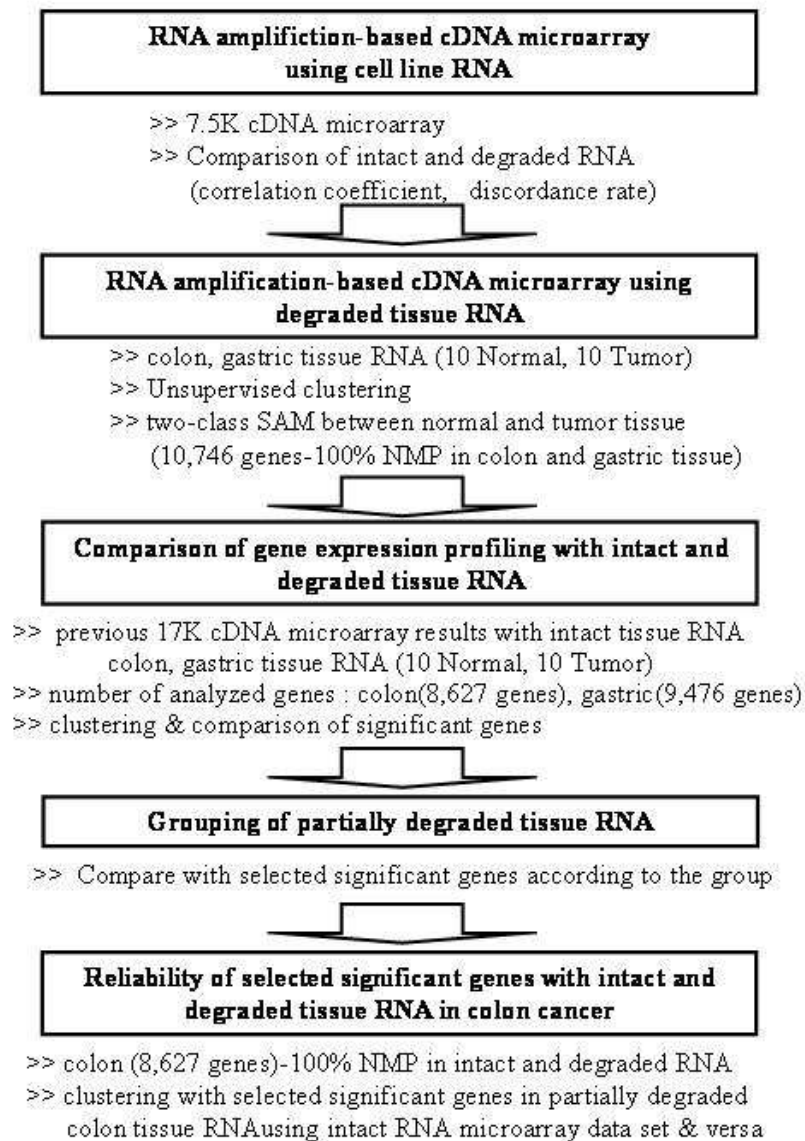 RNA amplifiction-based cDNA microarray
using cell line RNA
>> 7.5K cDNA microarray
>> Comparison of intact and degraded RNA
(correlation coefficient, discordance rate)
RNA amplification-based cDNA microarray using
degraded tissue RNA
>> colon, gastric tissue RNA (10 Normal, 10 Tumor)
>> Unsupervised clustering
>> two-class SAM between normal and tumor tissue
(10,746 genes-100% NMP in colon and gastric tissue)
Comparison of gene expression profiling with intact and
degraded tissue RNA
>> previous 17K cDNA microarray results with intact tissue RNA
colon, gastric tissue RNA (10 Normal, 10 Tumor)
>> number of analyzed genes : colon(8,627 genes), gastric(9,476 genes)
>> clustering & comparison of significant genes
Grouping of partially degraded tissue RNA
>> Compare with selected significant genes according to the group
Reliability of selected significant genes with intact and
degraded tissue RNA in colon cancer
>> colon (8,627 genes)-100% NMP in intact and degraded RNA
>> clustering with selected significant genes in partially degraded
colon tissue RNAusing intact RNA microarray data set & versa